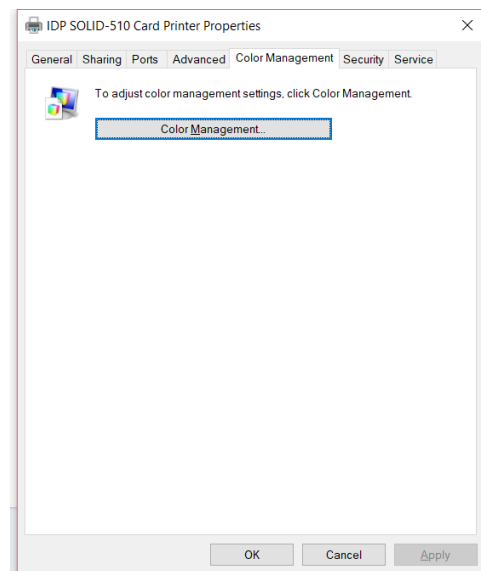 IDP SOLID-510 Card Printer Properties
General Sharing Ports Advanced Color Management Security Service
To adjust color management settings, click Color Management.
Color Management...
OK Cancel Apply